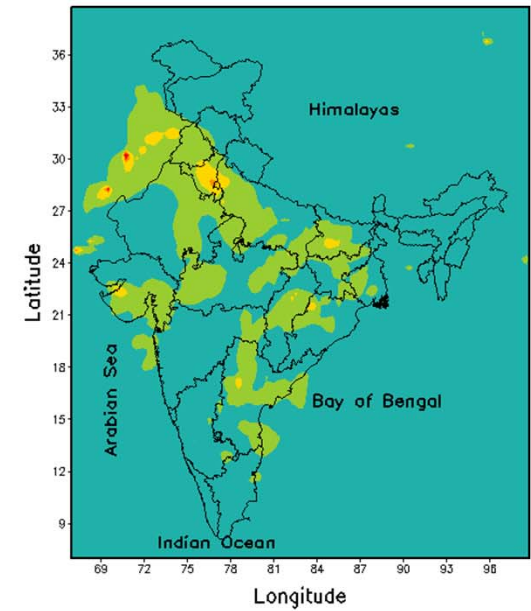 36
33
Himalayas
30
27
24
21
18
15
12
9
Latitude
Arabian Sea
Bay of Bengal
Indian Ocean
69 72 75 78 81 84 87 90 93 96
Longitude